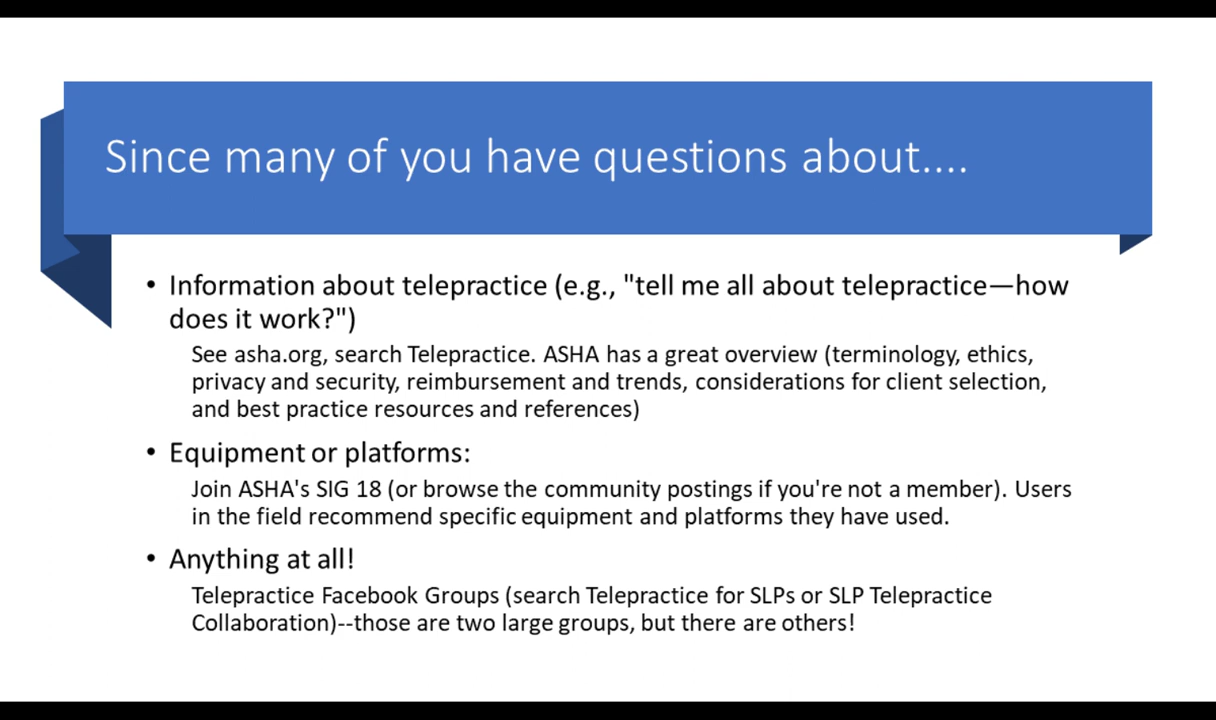 Since many of you have questions about....
• Information about telepractice (e.g., "tell me all about telepractice—how
does it work?")
See asha.org, search Telepractice. ASHA has a great overview (terminology, ethics,
privacy and security, reimbursement and trends, considerations for client selection,
and best practice resources and references)
• Equipment or platforms:
Join ASHA's SIG 18 (or browse the community postings if you're not a member). Users
in the field recommend specific equipment and platforms they have used.
• Anything at all!
Telepractice Facebook Groups (search Telepractice for SLPs or SLP Telepractice
Collaboration)--those are two large groups, but there are others!